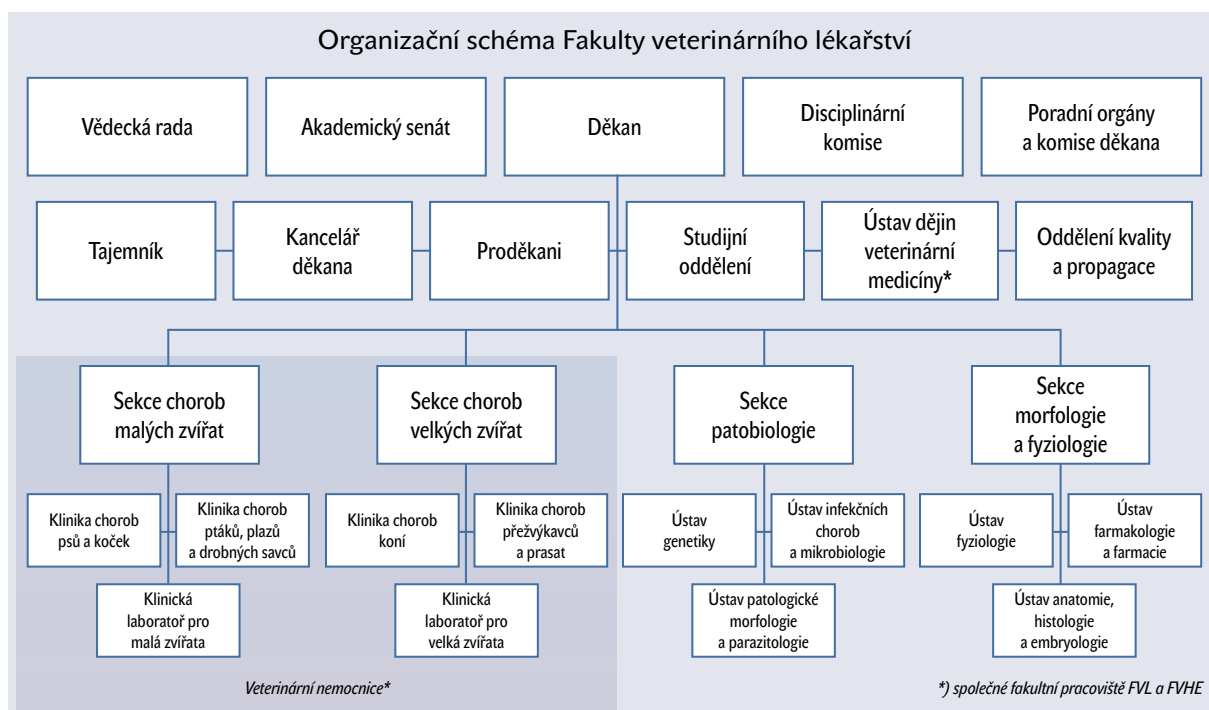 Organizační schéma Fakulty veterinárního lékařství
Vědecká rada
Akademický senát
Děkan
Disciplinární
komise
Poradní orgány
a komise děkana
Tajemník
Kancelář
děkana
Proděkani
Studijní
oddělení
Ústav dějin
veterinární
medicíny*
Oddělení kvality
a propagace
Sekce chorob
malých zvířat
Sekce chorob
velkých zvířat
Sekce
patobiologie
Sekce
morfologie
a fyziologie
Klinika chorob
psů a koček
Klinika chorob
ptáků, plazů
a drobných savců
Klinika chorob
koní
Klinika chorob
přežvýkavců
a prasat
Ústav
genetiky
Ústav infekčních
chorob
a mikrobiologie
Ústav
fyziologie
Ústav
farmakologie
a farmacie
Klinická
laboratoř pro
malá zvířata
Klinická
laboratoř pro
velká zvířata
Ústav patologické
morfologie
a parazitologie
Ústav anatomie,
histologie
a embryologie
Veterinární nemocnice*
*) společné fakultní pracoviště FVL a FVHE